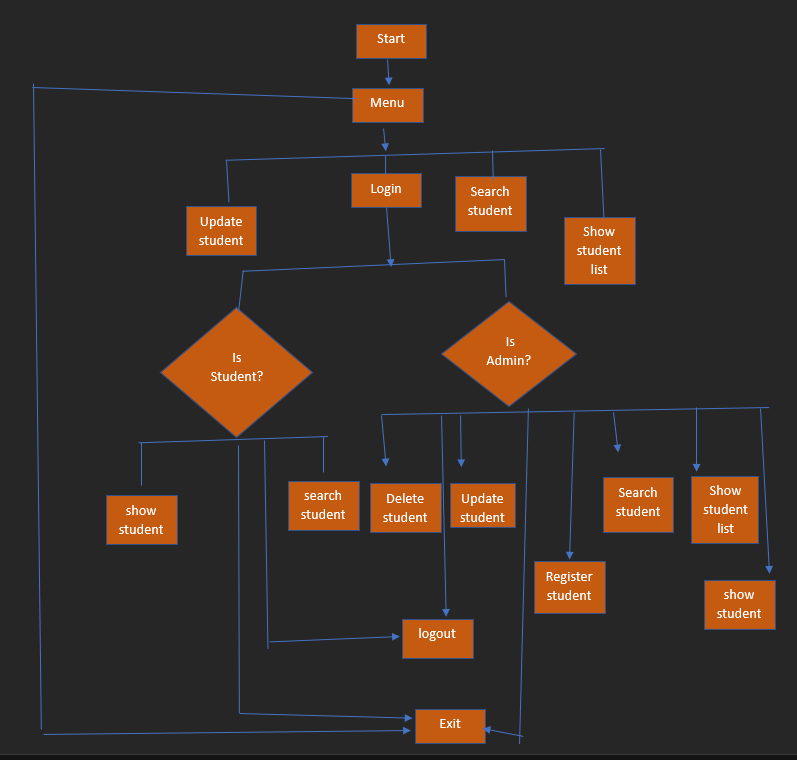 Start
Menu
Login
Search
student
Update
student
Show
student
list
Is
Student?
Is
Admin?
show
student
search
student
Delete
student
Update
student
Search
student
Show
student
list
Register
student
show
student
logout
Exit